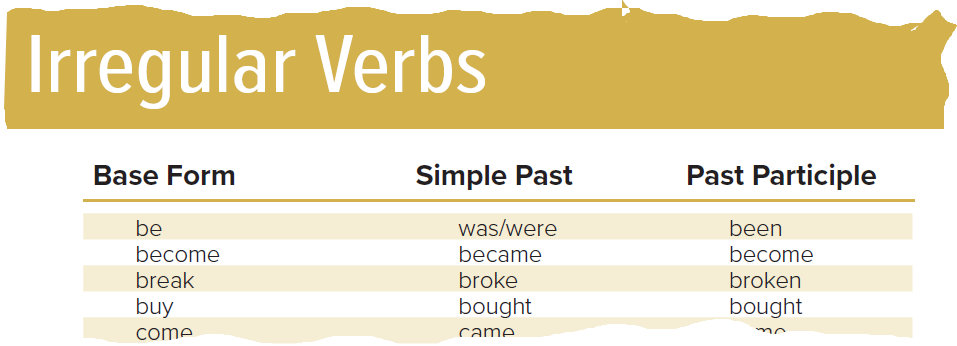 Irregular Verbs
Base Form Simple Past Past Participle
be was/were been
become became become
break broke broken
buy bought bought
come came